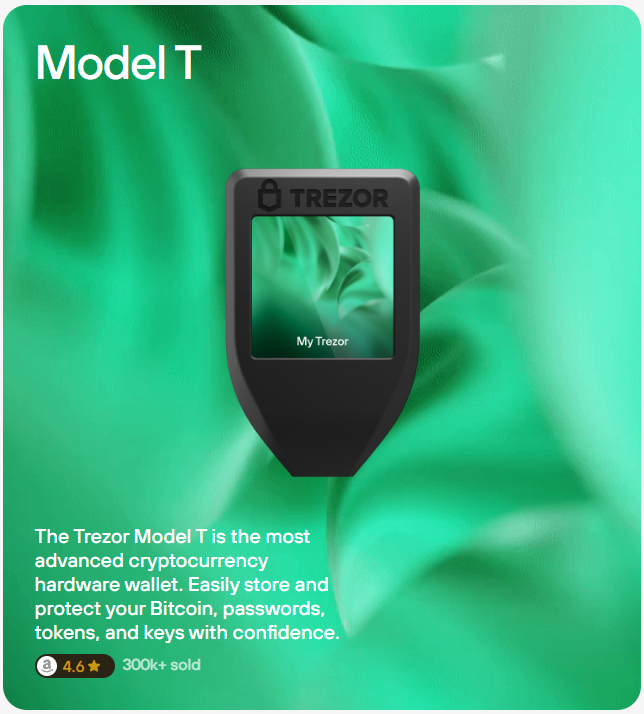 Model T
TREZOR
My Trezor
The Trezor Model T is the most
advanced cryptocurrency
hardware wallet. Easily store and
protect your Bitcoin, passwords,
tokens, and keys with confidence.
a 4.6 ★ 300k+ sold